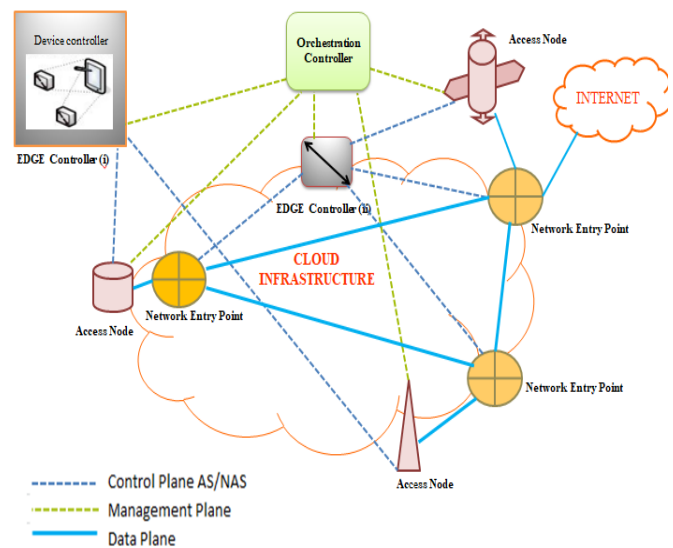 Device controller
Orchestration
Controller
Access Node
INTERNET
EDGE Controller (i)
EDGE Controller (ii)
Network Entry Point
CLOUD
INFRASTRUCTURE
Access Node
Network Entry Point
Network Entry Point
Access Node
Control Plane AS/NAS
Management Plane
Data Plane